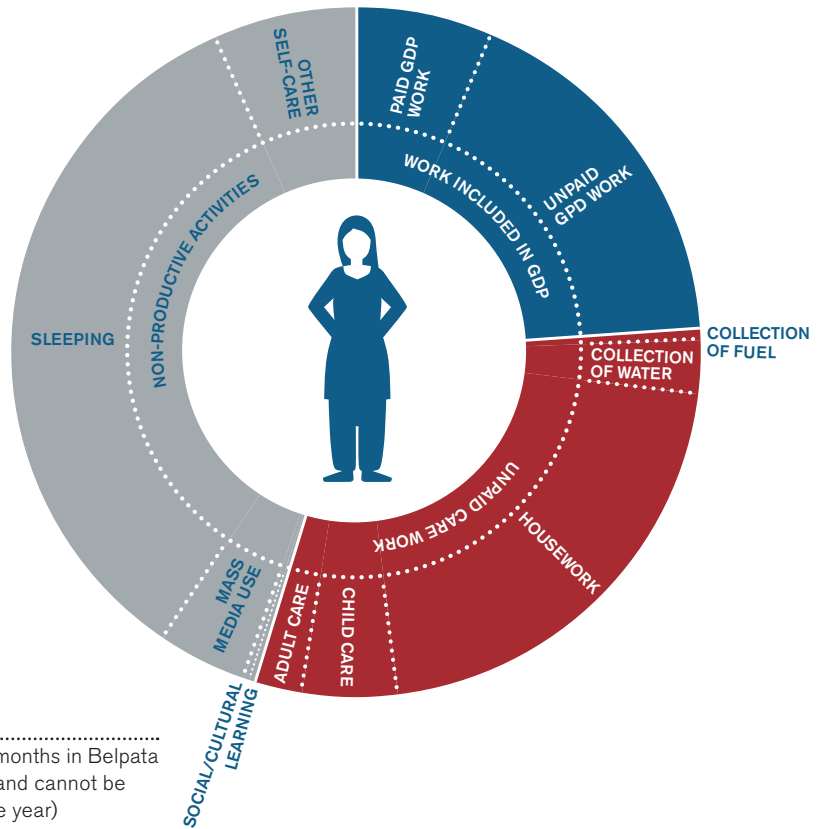 OTHER
SELF-CARE
PAID GDP
WORK
WORK INCLUDED IN GDP
UNPAID
GPD WORK
COLLECTION
OF FUEL
COLLECTION
OF WATER
UNPAID CARE WORK
HOUSEWORK
CHILD CARE
ADULT CARE
SOCIAL/CULTURAL
LEARNING
MASS
MEDIA USE
SLEEPING
NON-PRODUCTIVE ACTIVITIES
months in Belpata
and cannot be
e year)